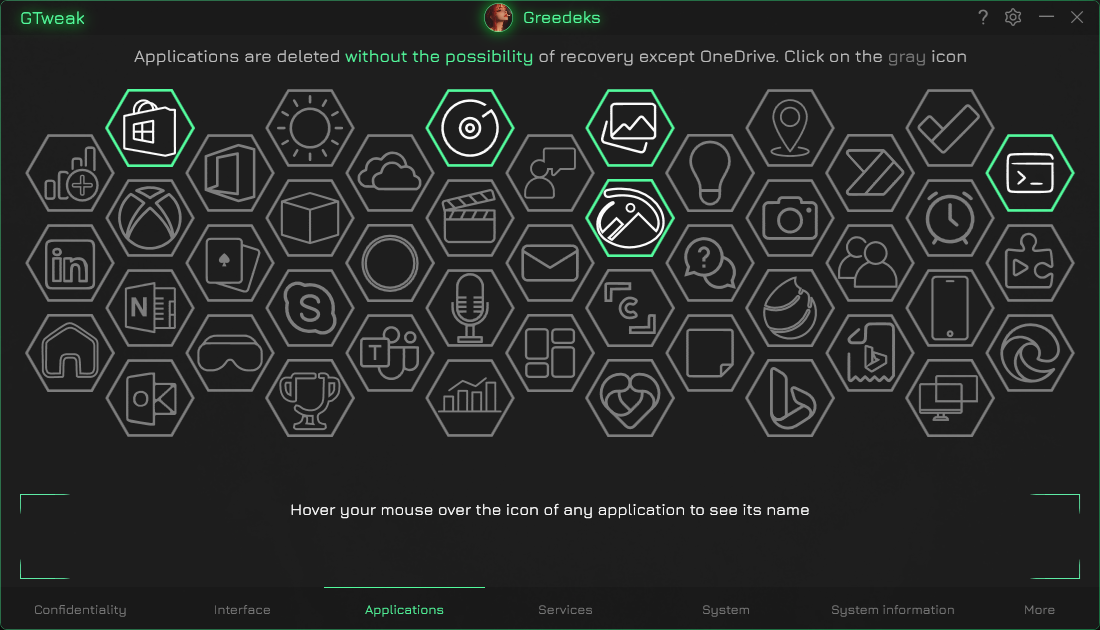 GTweak
Greedeks
?
Applications are deleted without the possibility of recovery except OneDrive. Click on the gray icon
in
N
S
T
?
O
Hover your mouse over the icon of any application to see its name
Confidentiality Interface Applications Services System System information More